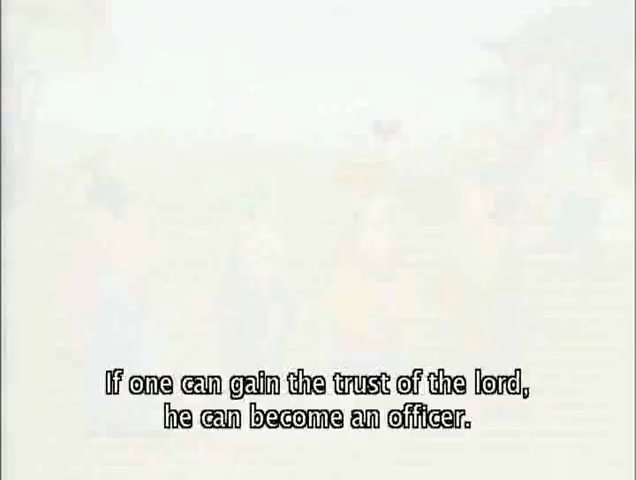 If one can gain the trust of the lord,
he can become an officer.